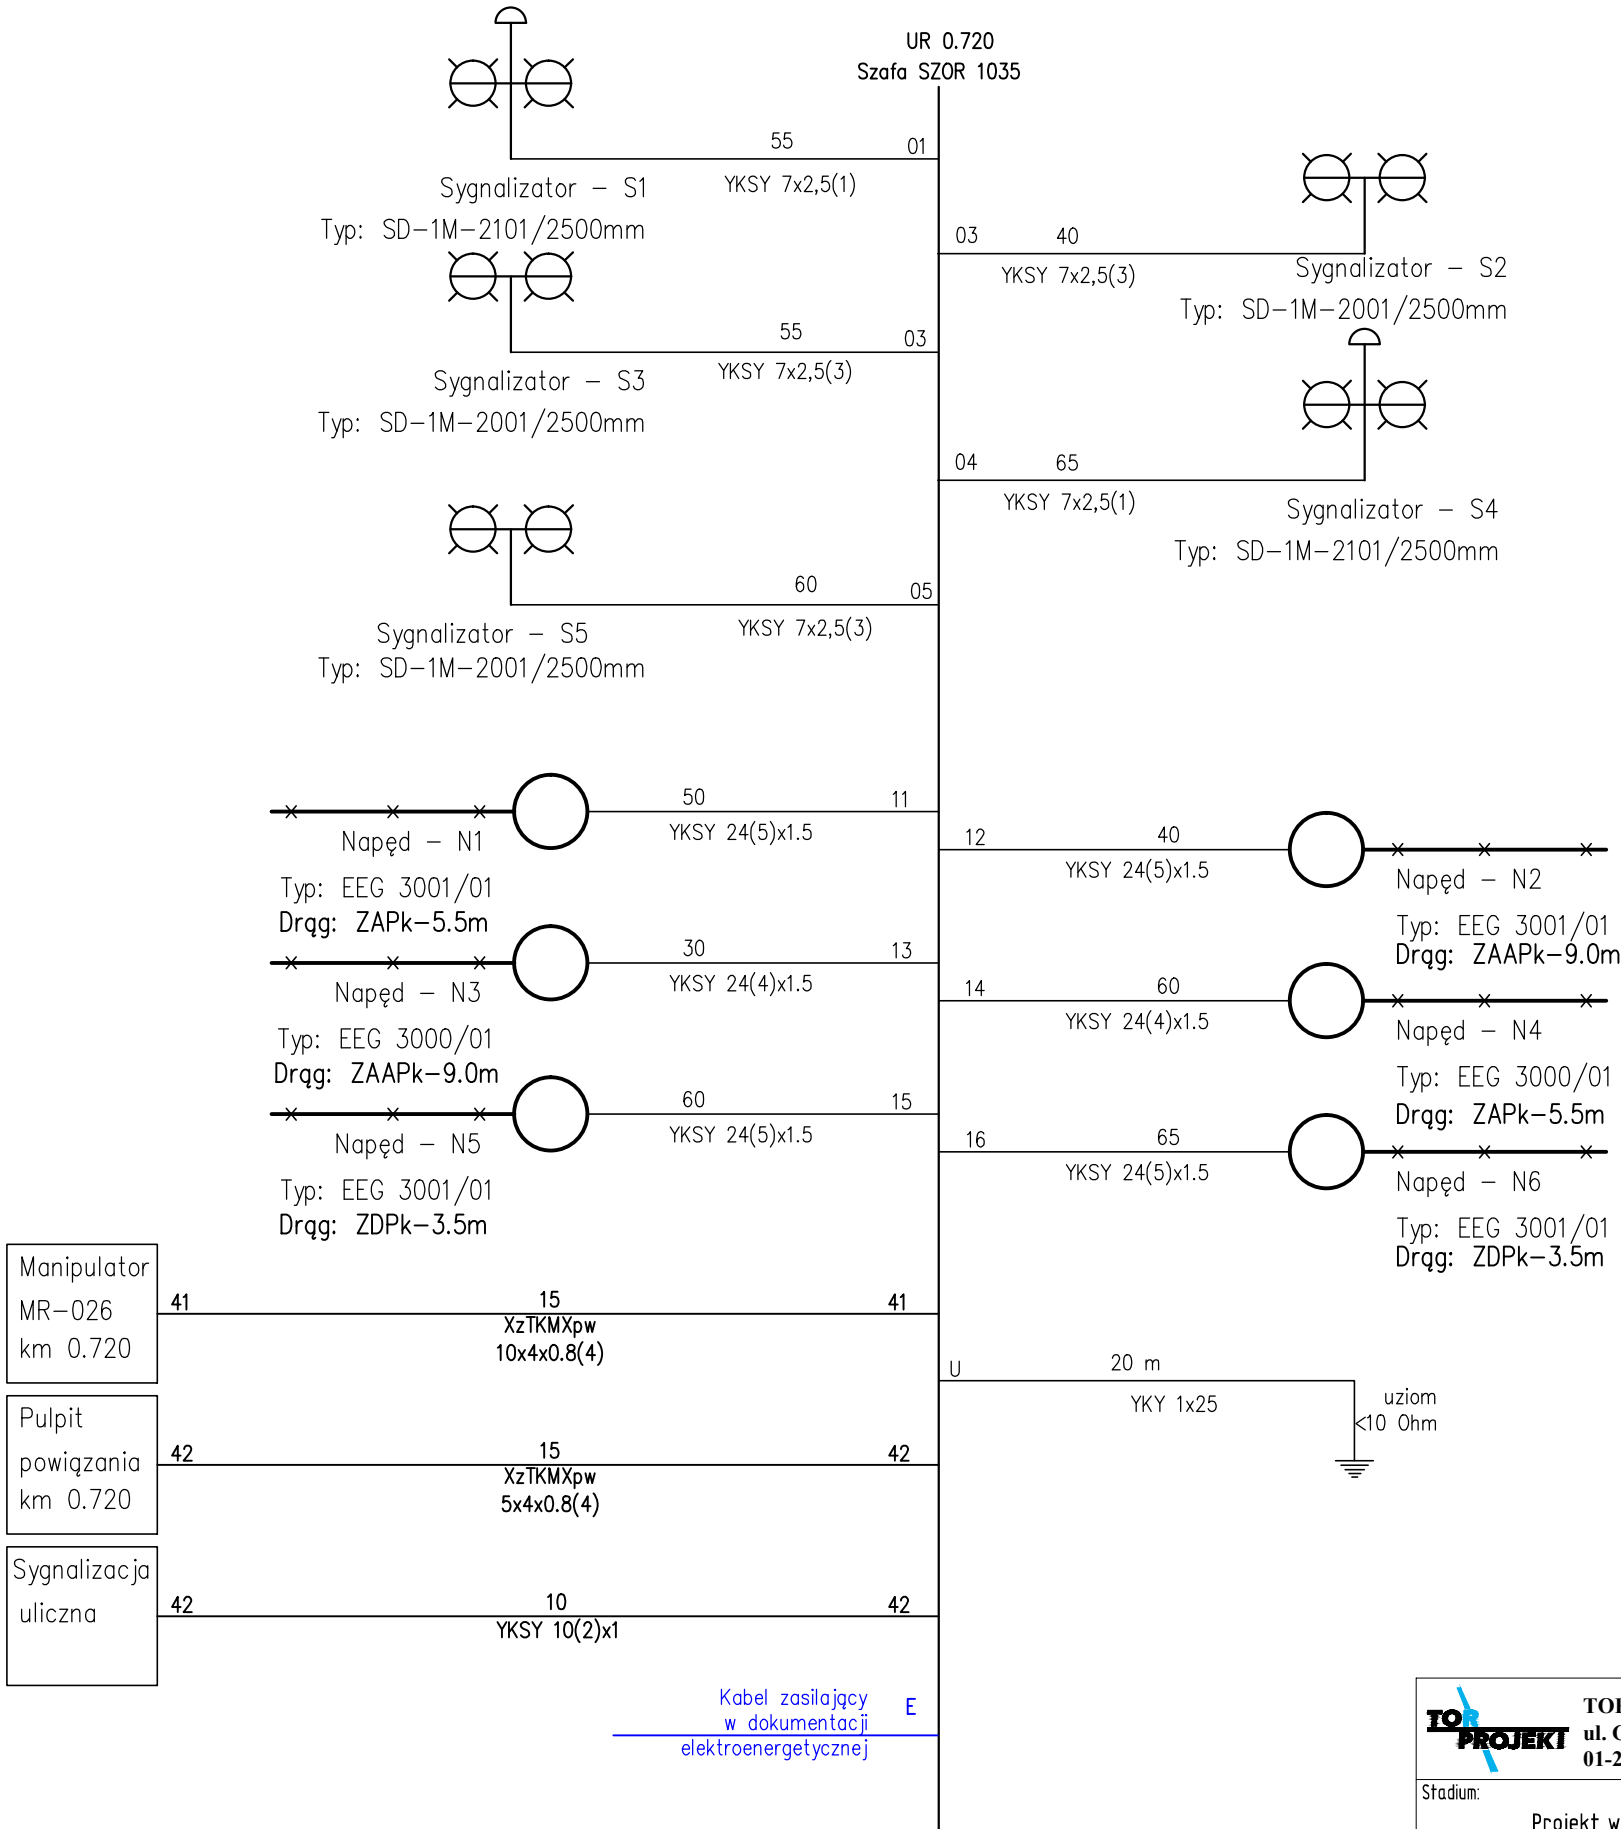 UR 0.720
Szafa SZOR 1035
55
01
YKSY 7x2,5(1)
Sygnalizator – S1
Typ: SD–1M–2101/2500mm
03
40
YKSY 7x2,5(3)
Sygnalizator – S2
Typ: SD–1M–2001/2500mm
55
03
YKSY 7x2,5(3)
Sygnalizator – S3
Typ: SD–1M–2001/2500mm
04
65
YKSY 7x2,5(1)
Sygnalizator – S4
Typ: SD–1M–2101/2500mm
60
05
YKSY 7x2,5(3)
Sygnalizator – S5
Typ: SD–1M–2001/2500mm
50
11
YKSY 24(5)x1.5
Napęd – N1
Typ: EEG 3001/01
Drąg: ZAPk–5.5m
12
40
YKSY 24(5)x1.5
Napęd – N2
Typ: EEG 3001/01
Drąg: ZAAPk–9.0m
30
13
YKSY 24(4)x1.5
Napęd – N3
Typ: EEG 3000/01
Drąg: ZAAPk–9.0m
14
60
YKSY 24(4)x1.5
Napęd – N4
Typ: EEG 3000/01
Drąg: ZAPk–5.5m
60
15
YKSY 24(5)x1.5
Napęd – N5
Typ: EEG 3001/01
Drąg: ZDPk–3.5m
16
65
YKSY 24(5)x1.5
Napęd – N6
Typ: EEG 3001/01
Drąg: ZDPk–3.5m
Manipulator
MR–026
km 0.720
41
15
41
XzTKMXpw
10x4x0.8(4)
U
20 m
YKY 1x25
uziom
<10 Ohm
Pulpit
powiązania
km 0.720
42
15
42
XzTKMXpw
5x4x0.8(4)
Sygnalizacja
uliczna
42
10
42
YKSY 10(2)x1
Kabel zasilający
w dokumentacji
elektroenergetycznej
E
TOR
PROJEKT
ul.
01-2
Stadium:
Projekt w